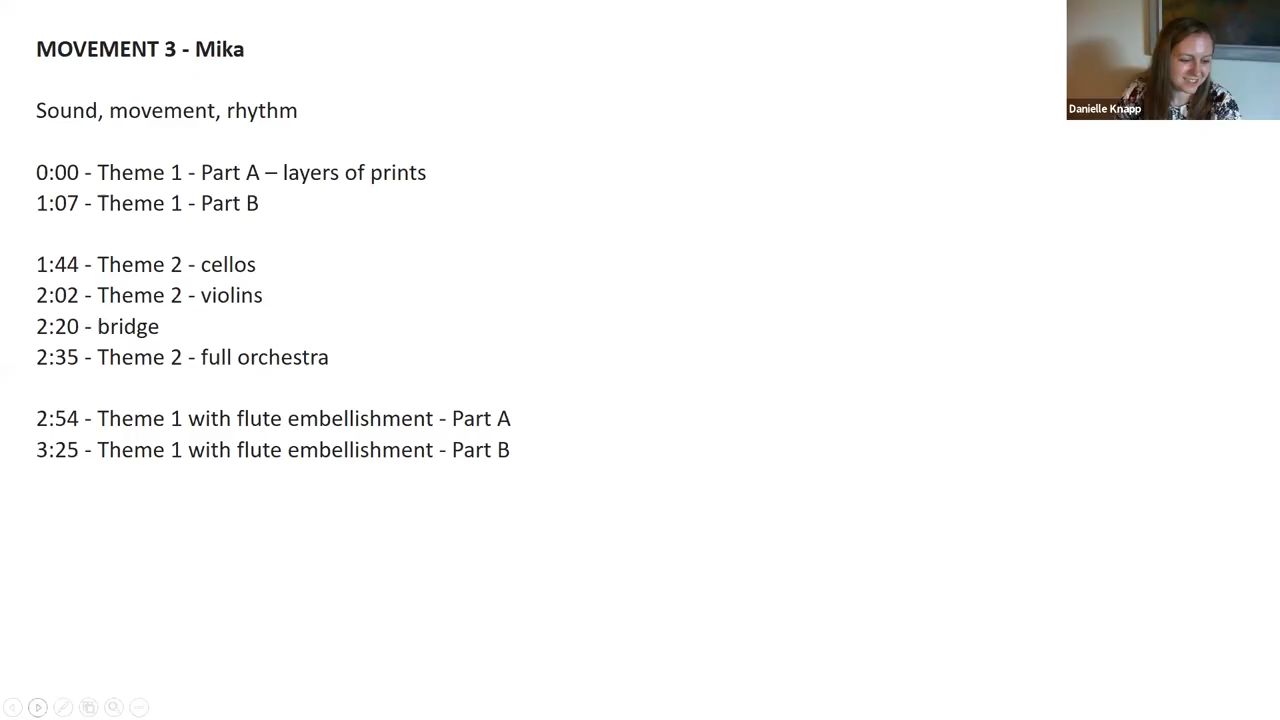 MOVEMENT 3 - Mika
Sound, movement, rhythm
0:00 - Theme 1 - Part A – layers of prints
1:07 - Theme 1 - Part B
1:44 - Theme 2 - cellos
2:02 - Theme 2 - violins
2:20 - bridge
2:35 - Theme 2 - full orchestra
2:54 - Theme 1 with flute embellishment - Part A
3:25 - Theme 1 with flute embellishment - Part B
Danielle Knapp